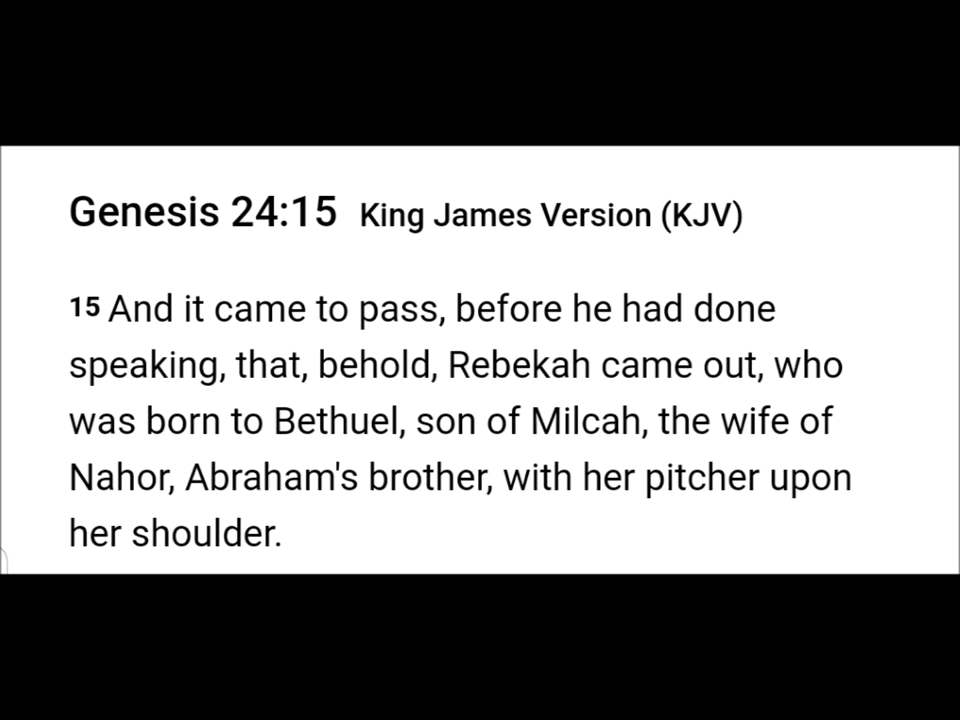 Genesis 24:15 King James Version (KJV)
15 And it came to pass, before he had done
speaking, that, behold, Rebekah came out, who
was born to Bethuel, son of Milcah, the wife of
Nahor, Abraham's brother, with her pitcher upon
her shoulder.